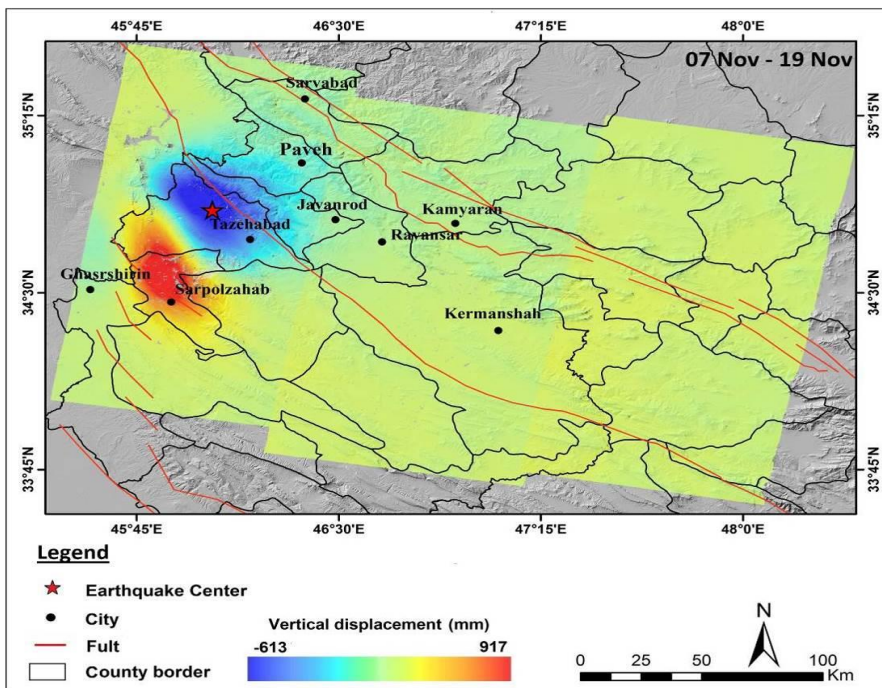 45°45'E 46°30'E 47°15'E 48°0'E
07 Nov - 19 Nov
Sarvabad
35°15'N 35°15'N
Paveh
Javanrod
Kamyaran
Tazehabad
Ravansar
Ghasrshirin
34°30'N 34°30'N
Sarpolzahab
Kermanshah
33°45'N 33°45'N
45°45'E 46°30'E 47°15'E 48°0'E
Legend
Earthquake Center
City
Fult
County border
Vertical displacement (mm)
-613 917
N
0 25 50 100
Km